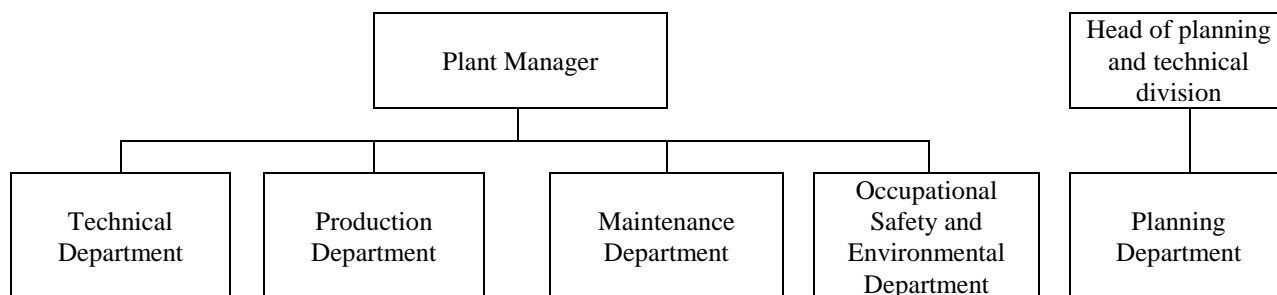 Plant Manager
Head of planning
and technical
division
Technical
Department
Production
Department
Maintenance
Department
Occupational
Safety and
Environmental
Department
Planning
Department